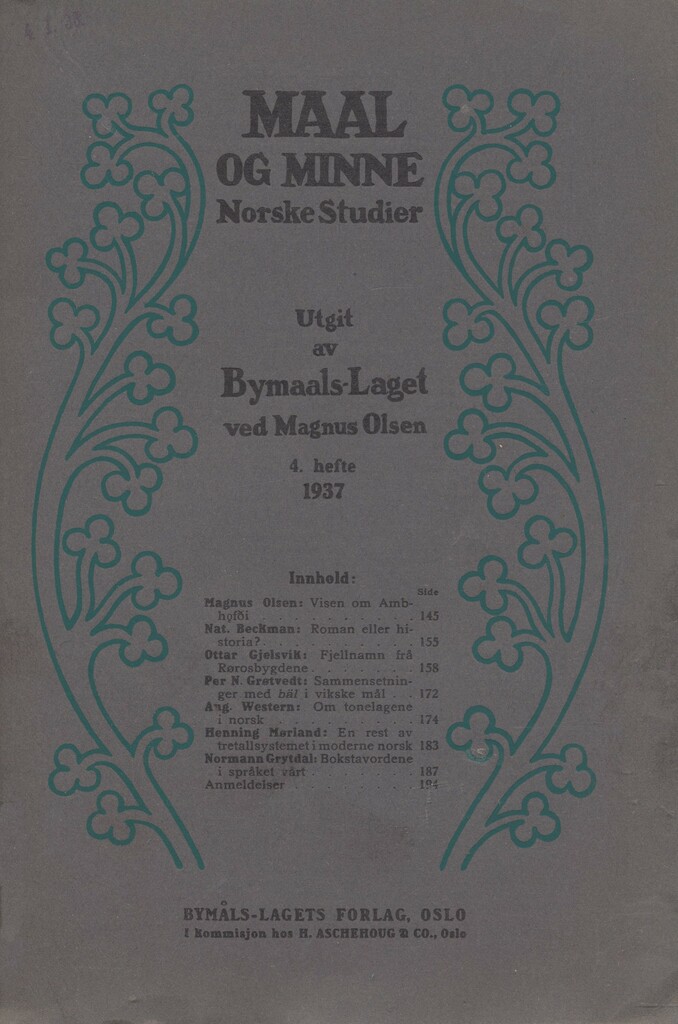 MAAL
OG MINNE
Norske Studier
Utgit
av
Bymaals-Laget
ved Magnus Olsen
4. hefte
1937
Innhold:
Side
Magnus Olsen: Visen om Amb-
hǫfði . . . . . . . . . 145
Nat. Beckman: Roman eller hi-
storia? . . . . . . . . . 155
Ottar Gjelsvik: Fjellnamn frå
Rørosbygdene . . . . . . 158
Per N. Grøtvedt: Sammensetnin-
ger med bäl i vikske mål . . 172
Aug. Western: Om tonelagene
i norsk . . . . . . . . . 174
Henning Mørland: En rest av
tretallsystemet i moderne norsk 183
Normann Grytdal: Bokstavordene
i språket vårt . . . . . . 187
Anmeldelser . . . . . . . . 194
BYMÅLS-LAGETS FORLAG, OSLO
I kommisjon hos H. ASCHEHOUG & CO., Oslo